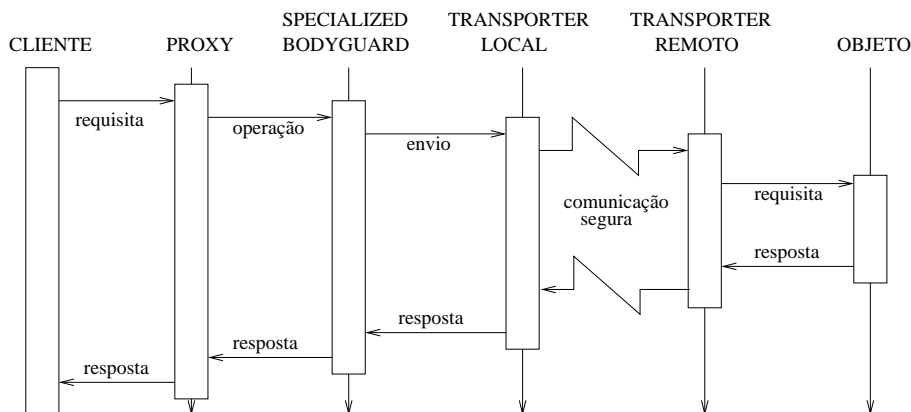 CLIENTE
PROXY
SPECIALIZED
BODYGUARD
TRANSPORTER
LOCAL
TRANSPORTER
REMOTO
OBJETO
requisita
operação
envio
comunicação
segura
requisita
resposta
resposta
resposta
resposta